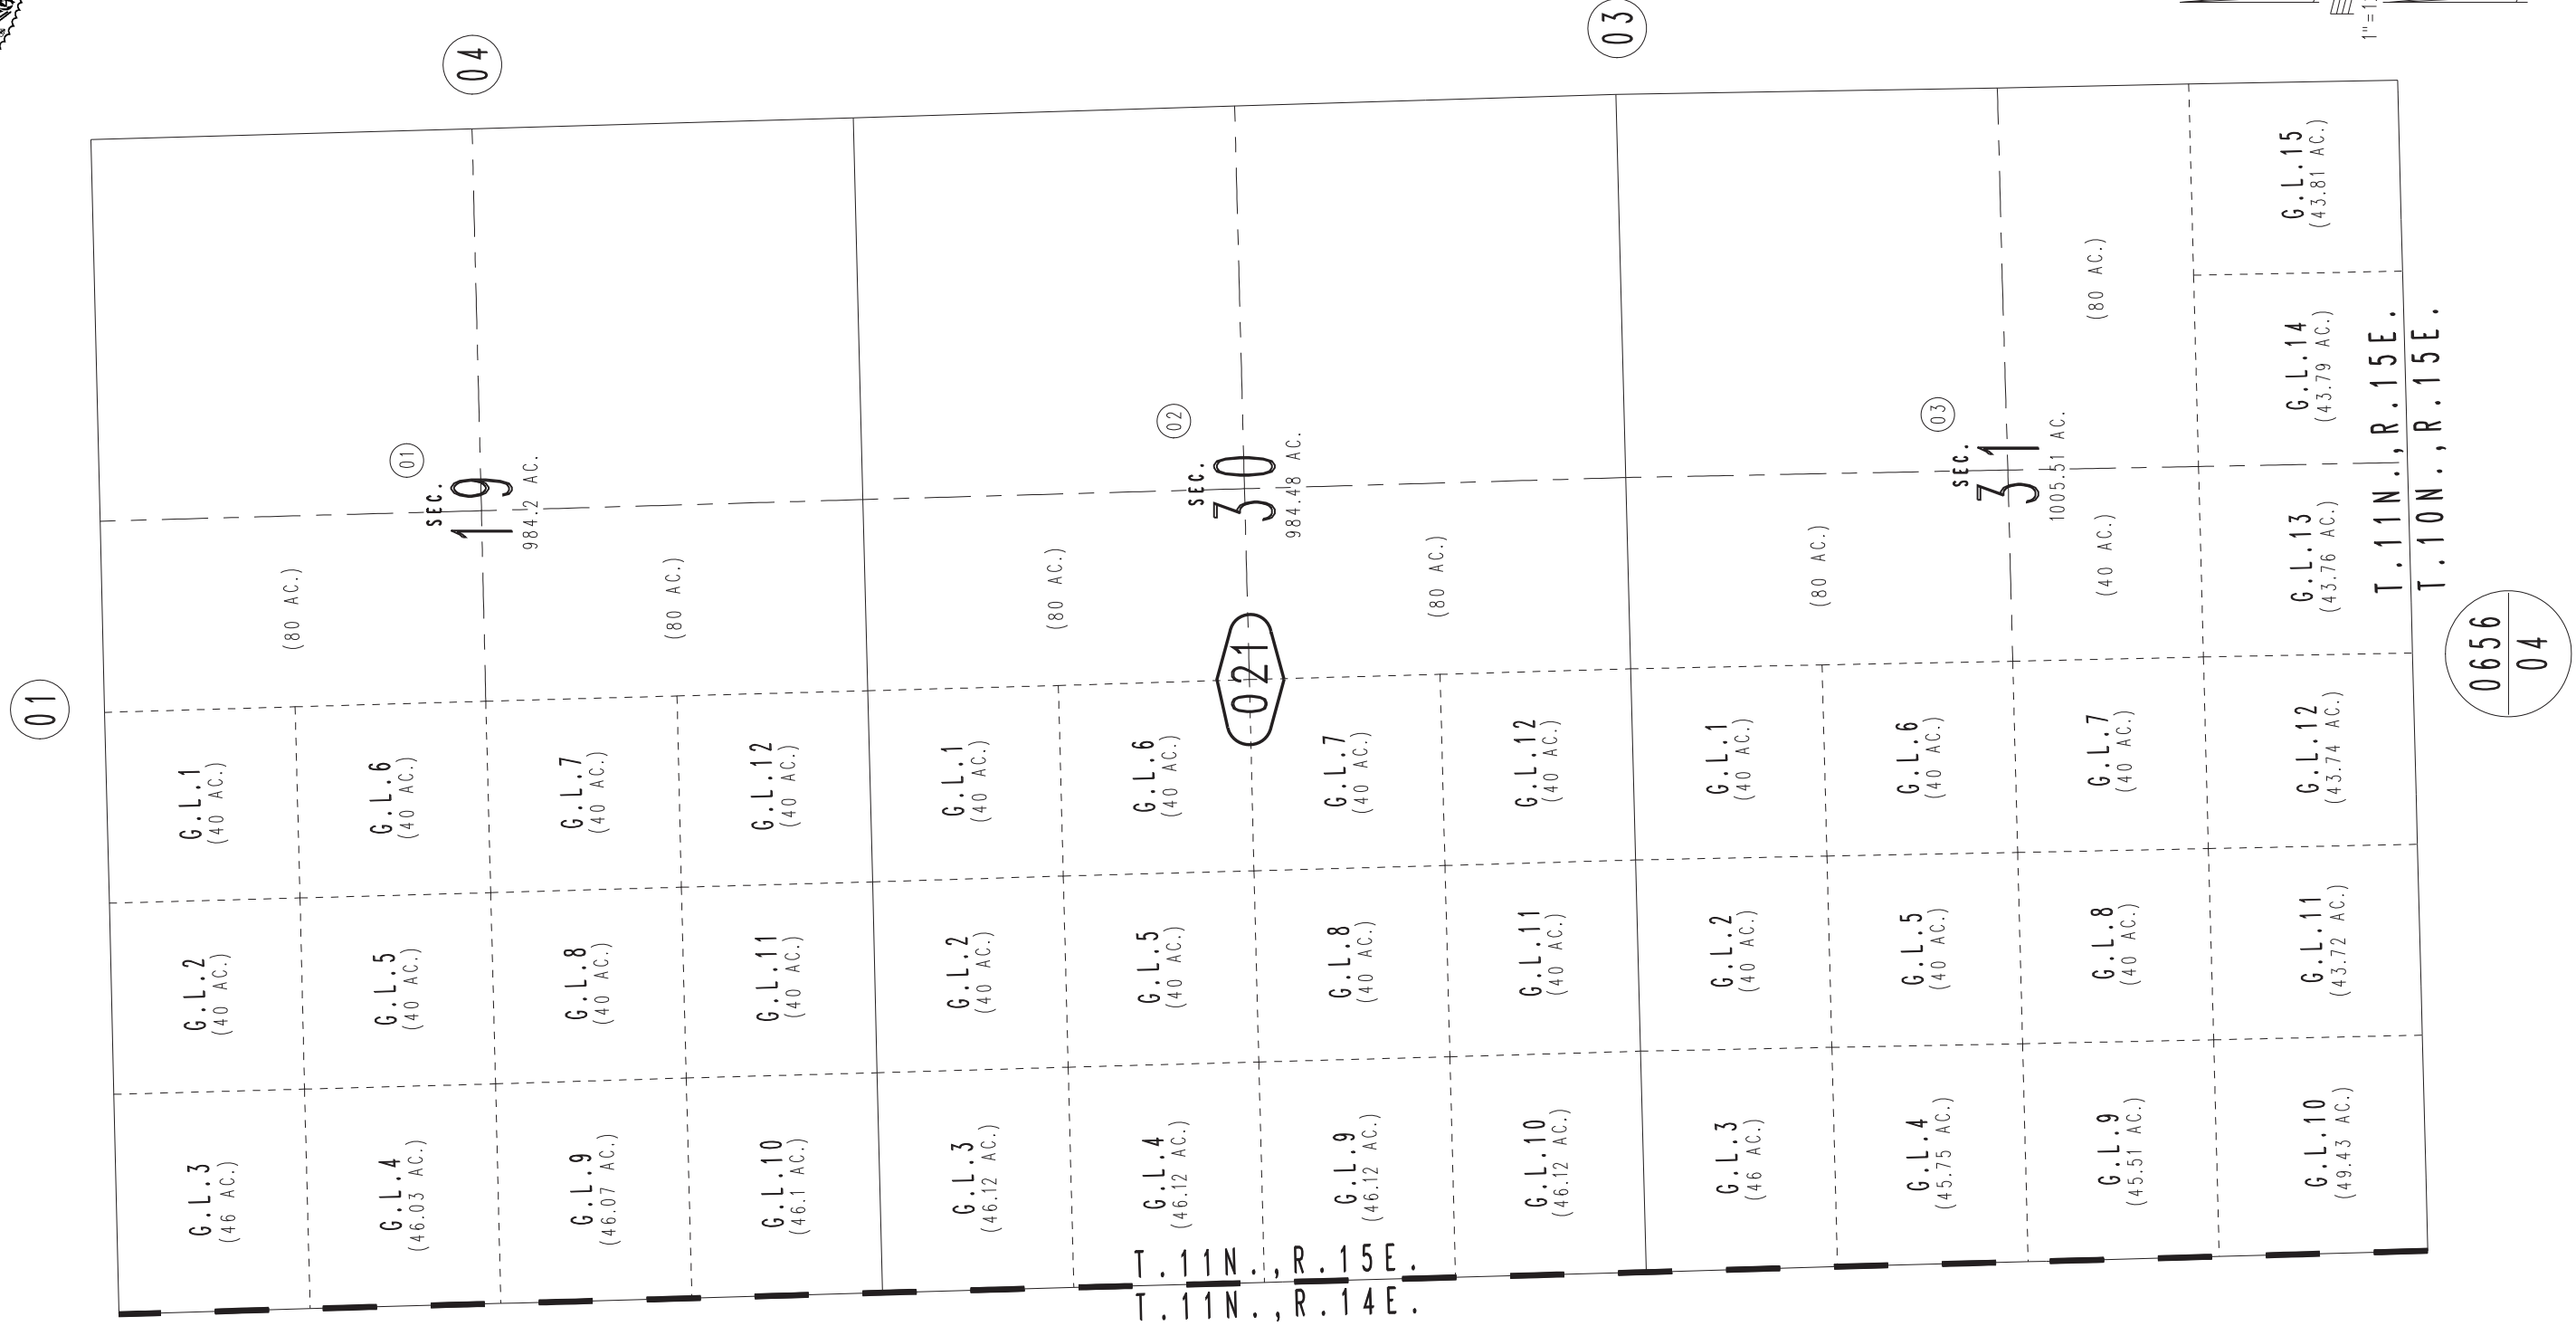 04
03
1"=1
01
01
SEC.
19
984.2 AC.
(80 AC.)
(80 AC.)
G.L.1
(40 AC.)
G.L.6
(40 AC.)
G.L.7
(40 AC.)
G.L.12
(40 AC.)
G.L.2
(40 AC.)
G.L.5
(40 AC.)
G.L.8
(40 AC.)
G.L.11
(40 AC.)
G.L.3
(46 AC.)
G.L.4
(46.03 AC.)
G.L.9
(46.07 AC.)
G.L.10
(46.1 AC.)
02
SEC.
30
984.48 AC.
(80 AC.)
(80 AC.)
021
G.L.1
(40 AC.)
G.L.6
(40 AC.)
G.L.7
(40 AC.)
G.L.12
(40 AC.)
G.L.2
(40 AC.)
G.L.5
(40 AC.)
G.L.8
(40 AC.)
G.L.11
(40 AC.)
G.L.3
(46.12 AC.)
G.L.4
(46.12 AC.)
G.L.9
(46.12 AC.)
G.L.10
(46.12 AC.)
03
SEC.
31
1005.51 AC.
(80 AC.)
(80 AC.)
(40 AC.)
G.L.15
(43.81 AC.)
G.L.14
(43.79 AC.)
G.L.13
(43.76 AC.)
G.L.1
(40 AC.)
G.L.6
(40 AC.)
G.L.7
(40 AC.)
G.L.12
(43.74 AC.)
G.L.2
(40 AC.)
G.L.5
(40 AC.)
G.L.8
(40 AC.)
G.L.11
(43.72 AC.)
G.L.3
(46 AC.)
G.L.4
(45.75 AC.)
G.L.9
(45.51 AC.)
G.L.10
(49.43 AC.)
T.11N.,R.15E.
T.10N.,R.15E.
0656
04
T.11N.,R.15E.
T.11N.,R.14E.